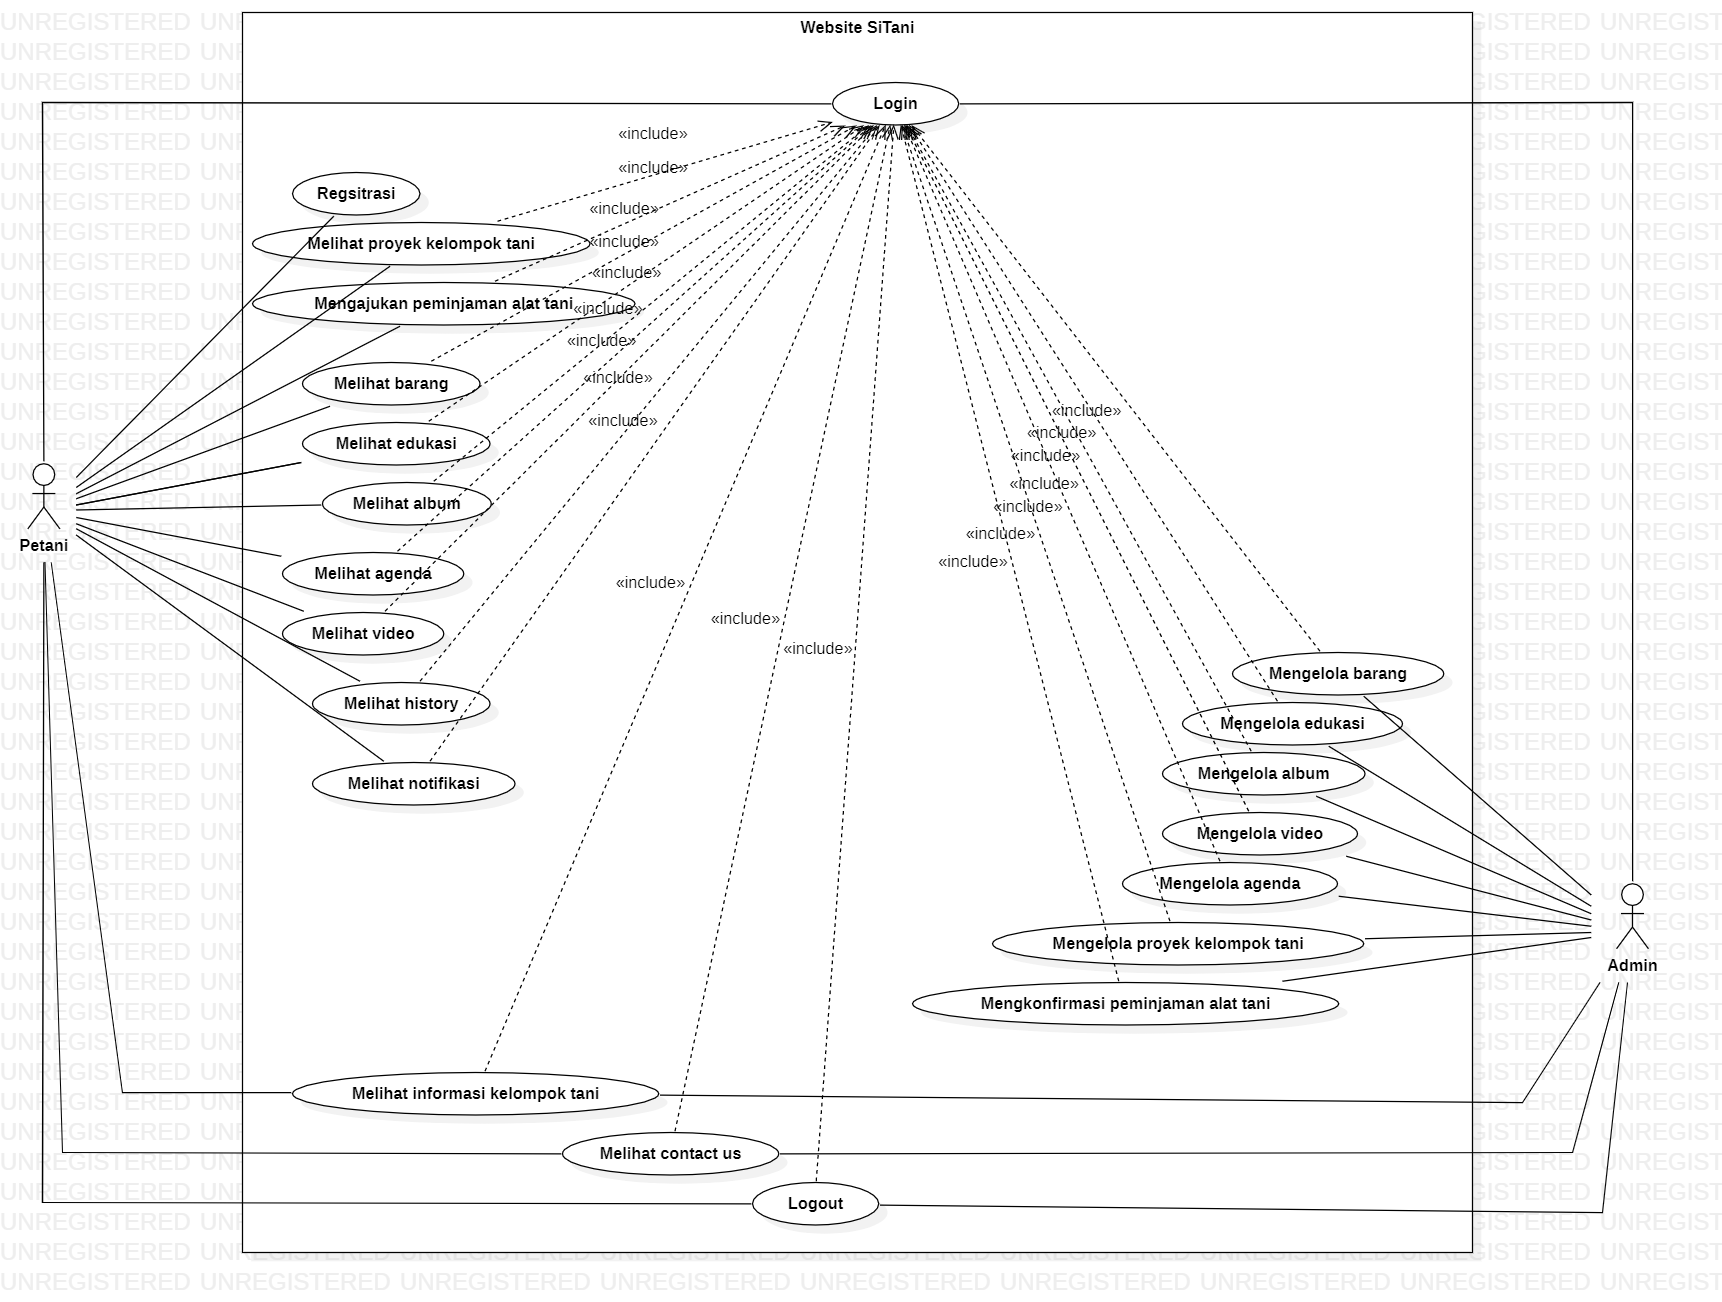 Website SiTani
Login
«include»
«include»
Regsitrasi
«include»
Melihat proyek kelompok tani
«include»
«include»
Mengajukan peminjaman alat tani
«include»
«include»
Melihat barang
«include»
«include»
«include»
«include»
Melihat edukasi
«include»
«include»
Melihat album
«include»
«include»
Petani
«include»
Melihat agenda
«include»
«include»
Melihat video
«include»
Mengelola barang
Melihat history
Mengelola edukasi
Melihat notifikasi
Mengelola album
Mengelola video
Mengelola agenda
Mengelola proyek kelompok tani
Admin
Mengkonfirmasi peminjaman alat tani
Melihat informasi kelompok tani
Melihat contact us
Logout
UNREGISTERED UNREGISTERED UNREGISTERED UNREGISTERED UNREGISTERED UNREGISTERED UNREGISTERED UNREGISTERED UNREGIST